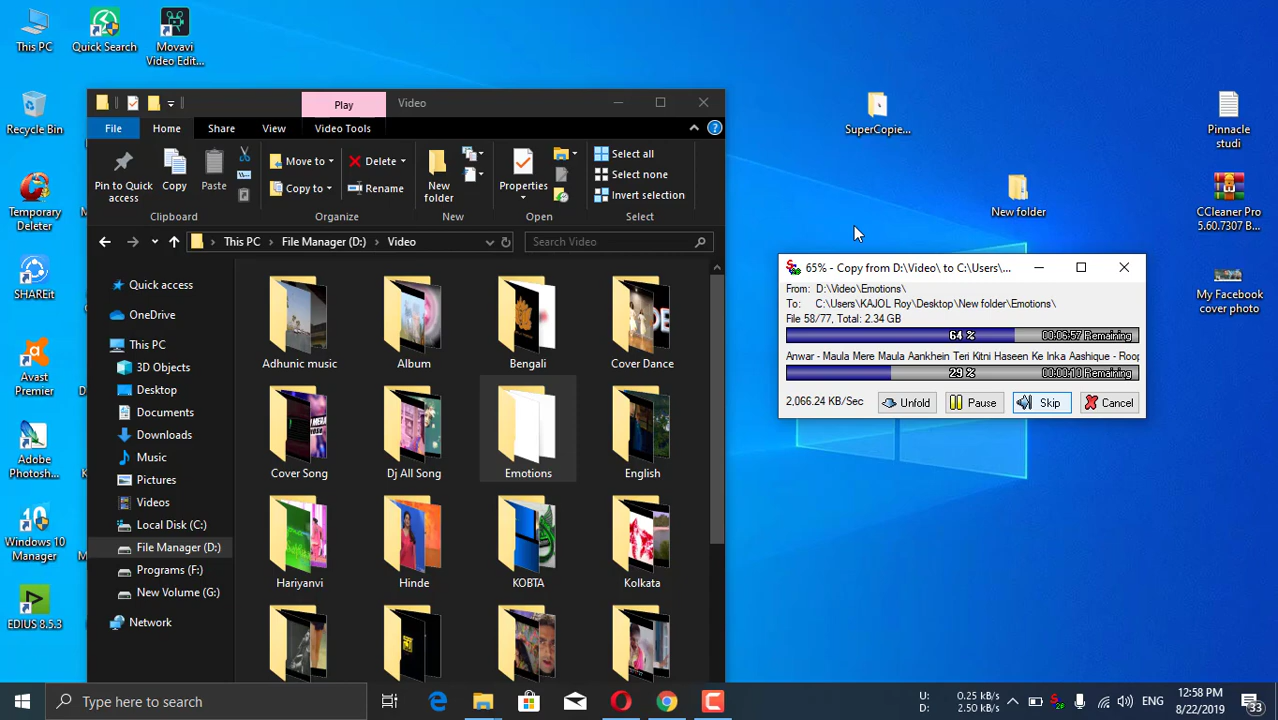 This PC
Quick Search
Movavi
Video Edit...
Recycle Bin
Temporary
Deleter
SHAREit
Avast
Premier
Adobe
Photosh...
Windows 10
Manager
EDIUS 8.5.3
Play
Video
File
Home
Share
View
Video Tools
Pin to Quick
access
Copy
Paste
Clipboard
Move to
Copy to
Delete
Rename
Organize
New
folder
New
Properties
Open
Select all
Select none
Invert selection
Select
This PC
File Manager (D:)
Video
Search Video
Quick access
OneDrive
This PC
3D Objects
Desktop
Documents
Downloads
Music
Pictures
Videos
Local Disk (C:)
File Manager (D:)
Programs (F:)
New Volume (G:)
Network
Adhunic music
Album
Bengali
Cover Dance
Cover Song
Dj All Song
Emotions
English
Hariyanvi
Hinde
KOBTA
Kolkata
SuperCopie...
New folder
Pinnacle
studi
CCleaner Pro
5.60.7307 B...
My Facebook
cover photo
65% - Copy from D:\Video\ to C:\Users\...
From: D:\Video\Emotions\
To: C:\Users\KAJOL Roy\Desktop\New folder\Emotions\
File 58/77, Total: 2.34 GB
64 % 00:06:57 Remaining
Anwar - Maula Mere Maula Aankhein Teri Kitni Haseen Ke Inka Aashique - Roop
29 % 00:00:10 Remaining
2,066.24 KB/Sec
Unfold
Pause
Skip
Cancel
Type here to search
U: 0.25 kB/s
D: 2.50 kB/s
ENG
12:58 PM
8/22/2019
33